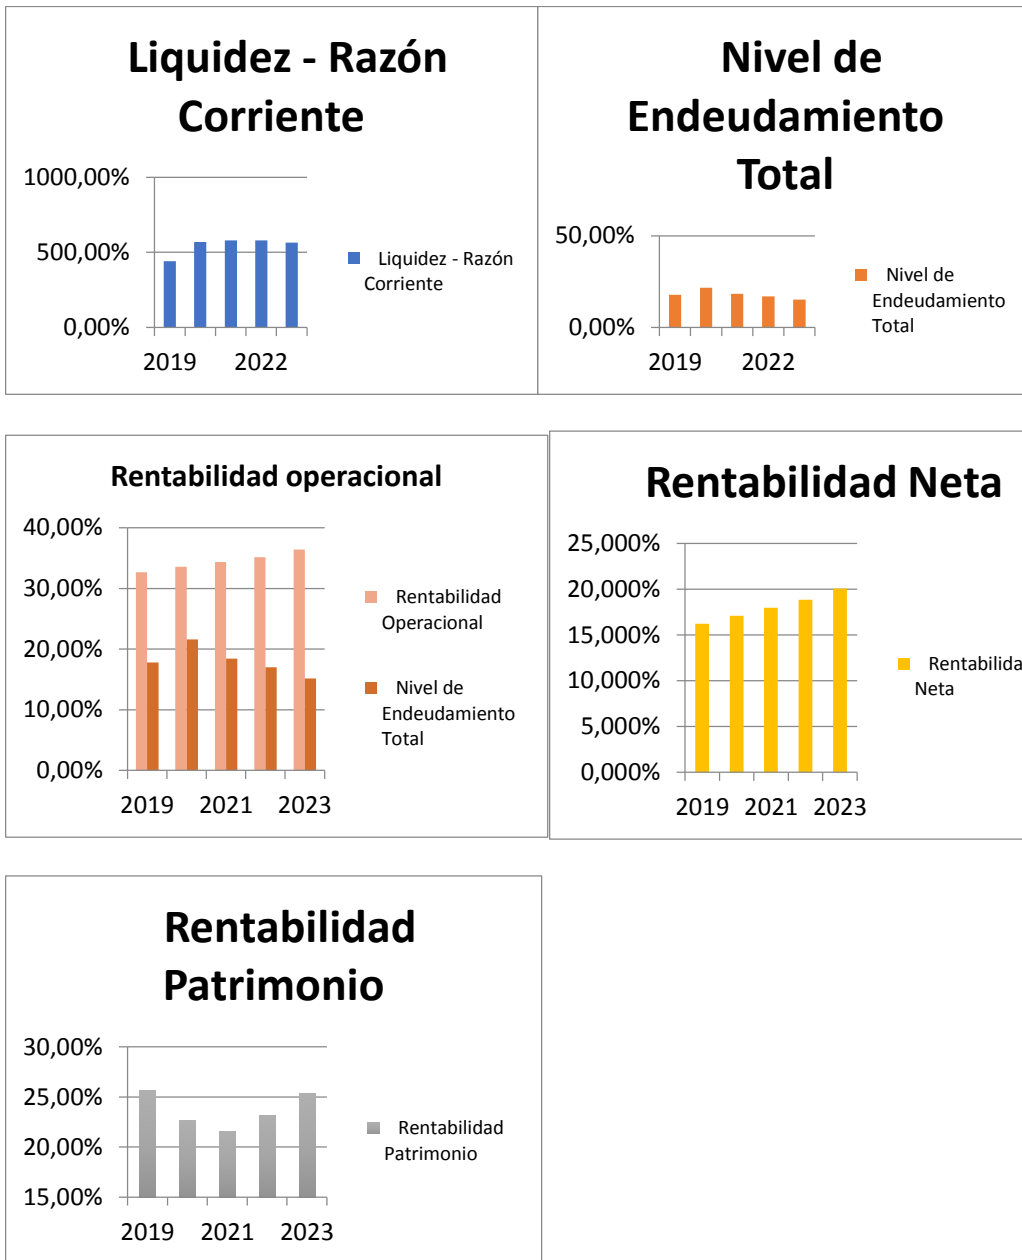 Liquidez - Razón
Corriente
1000,00%
500,00%
0,00%
2019
2022
Liquidez - Razón
Corriente
Nivel de
Endeudamiento
Total
50,00%
0,00%
2019
2022
Nivel de
Endeudamiento
Total
Rentabilidad operacional
40,00%
30,00%
20,00%
10,00%
0,00%
2019
2021
2023
Rentabilidad
Operacional
Nivel de
Endeudamiento
Total
Rentabilidad Neta
25,000%
20,000%
15,000%
10,000%
5,000%
0,000%
2019
2021
2023
Rentabilida
Neta
Rentabilidad
Patrimonio
30,00%
25,00%
20,00%
15,00%
2019
2021
2023
Rentabilidad
Patrimonio